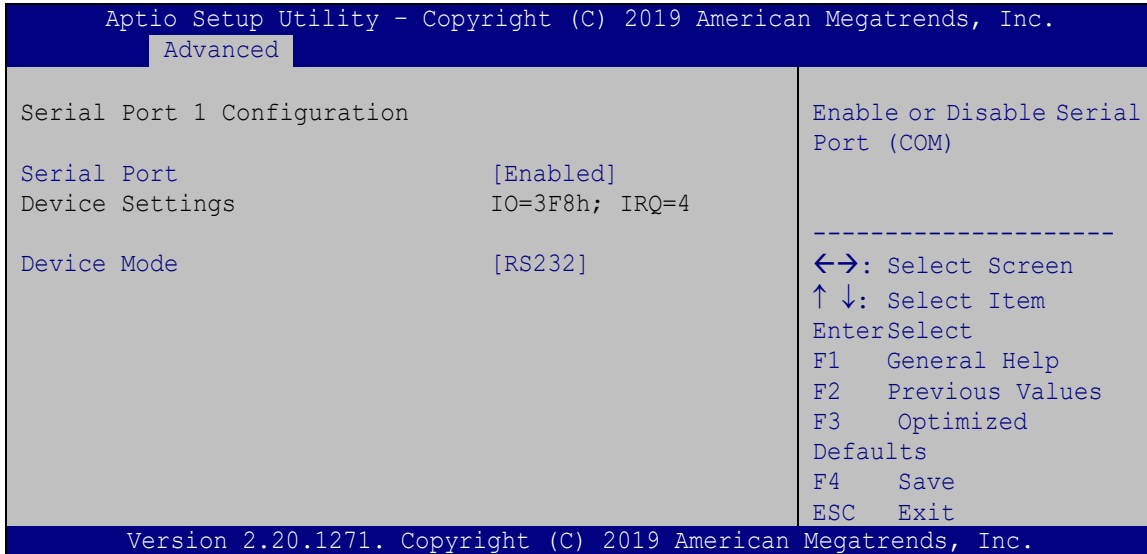 Aptio Setup Utility – Copyright (C) 2019 American Megatrends, Inc.
Advanced
Serial Port 1 Configuration
Serial Port [Enabled]
Device Settings IO=3F8h; IRQ=4
Device Mode [RS232]
Enable or Disable Serial
Port (COM)
---------------------
←→: Select Screen
↑ ↓: Select Item
EnterSelect
F1 General Help
F2 Previous Values
F3 Optimized
Defaults
F4 Save
ESC Exit
Version 2.20.1271. Copyright (C) 2019 American Megatrends, Inc.